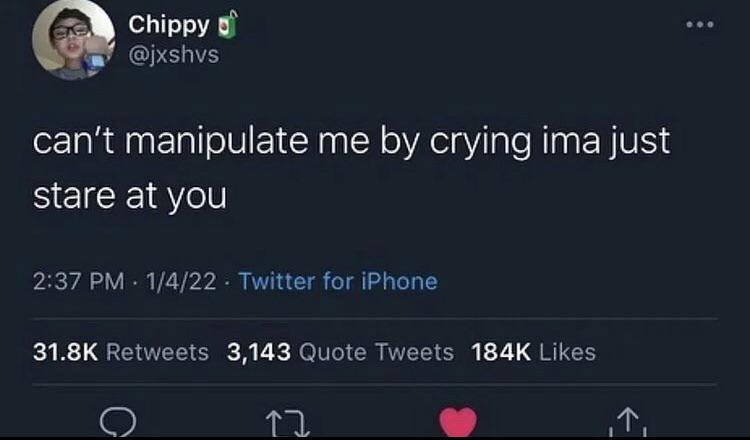 Chippy
@jxshvs
can't manipulate me by crying ima just
stare at you
2:37 PM · 1/4/22 · Twitter for iPhone
31.8K Retweets 3,143 Quote Tweets 184K Likes